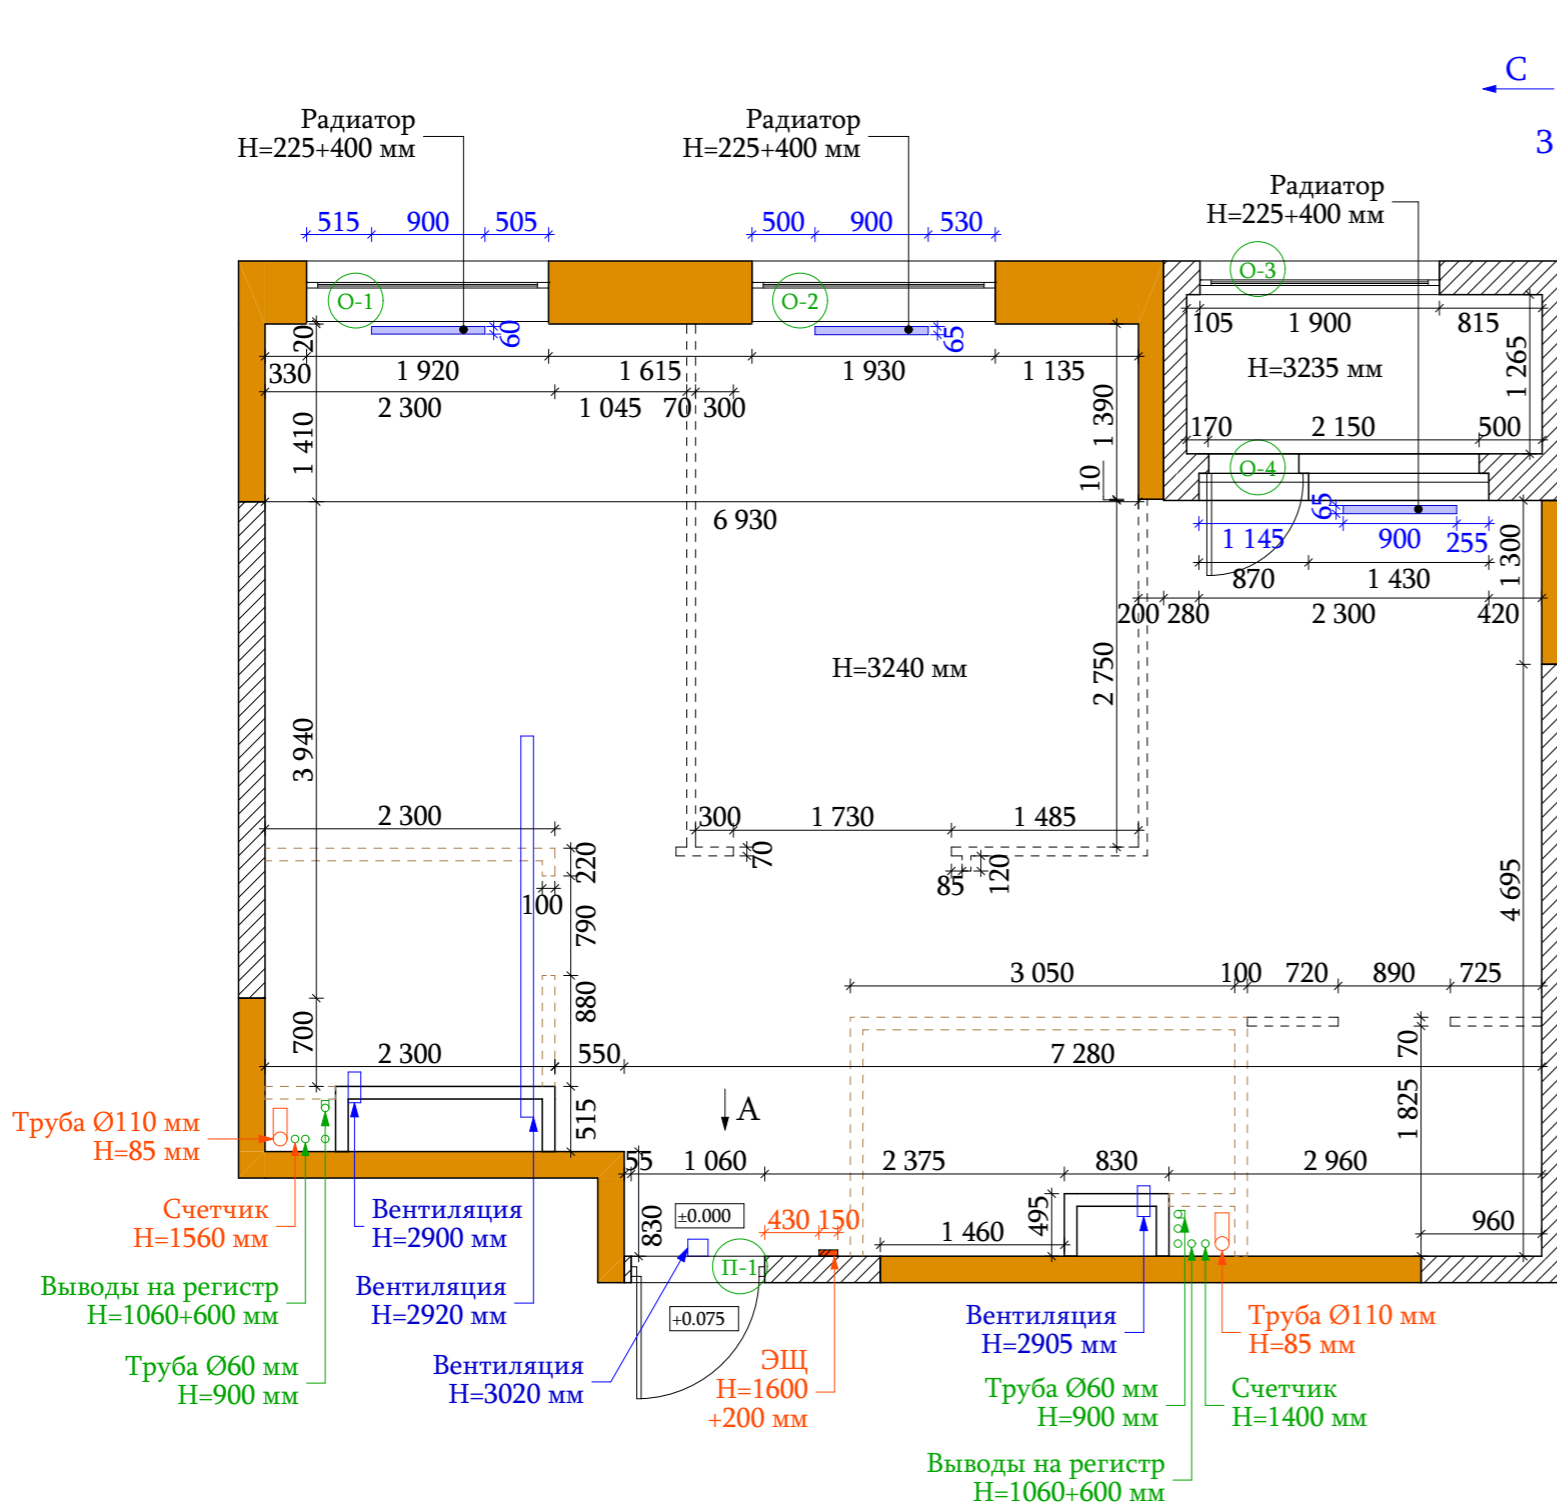 С
З
Радиатор
H=225+400 мм
Радиатор
H=225+400 мм
Радиатор
H=225+400 мм
515 900 505
500 900 530
О-1
О-2
О-3
60
65
20
330 1 920 1 615 1 930 1 135
2 300 1 045 70 300
105 1 900 815
H=3235 мм
1 265
1 410
1 390
170 2 150 500
О-4
10
6 930
65
1 145 900 255
1 300
870 1 430
200 280 2 300 420
H=3240 мм
2 750
3 940
2 300
300 1 730 1 485
220
70
85
120
100
790
4 695
3 050 100 720 890 725
880
700
2 300 550 7 280
70
1 825
515
А
Труба Ø110 мм
H=85 мм
55 1 060 2 375 830 2 960
Счетчик
H=1560 мм
Вентиляция
H=2900 мм
830
±0.000
430 150
1 460
495
960
П-1
Выводы на регистр
H=1060+600 мм
Вентиляция
H=2920 мм
+0.075
Вентиляция
H=2905 мм
Труба Ø110 мм
H=85 мм
Труба Ø60 мм
H=900 мм
Вентиляция
H=3020 мм
ЭЩ
H=1600
+200 мм
Труба Ø60 мм
H=900 мм
Счетчик
H=1400 мм
Выводы на регистр
H=1060+600 мм